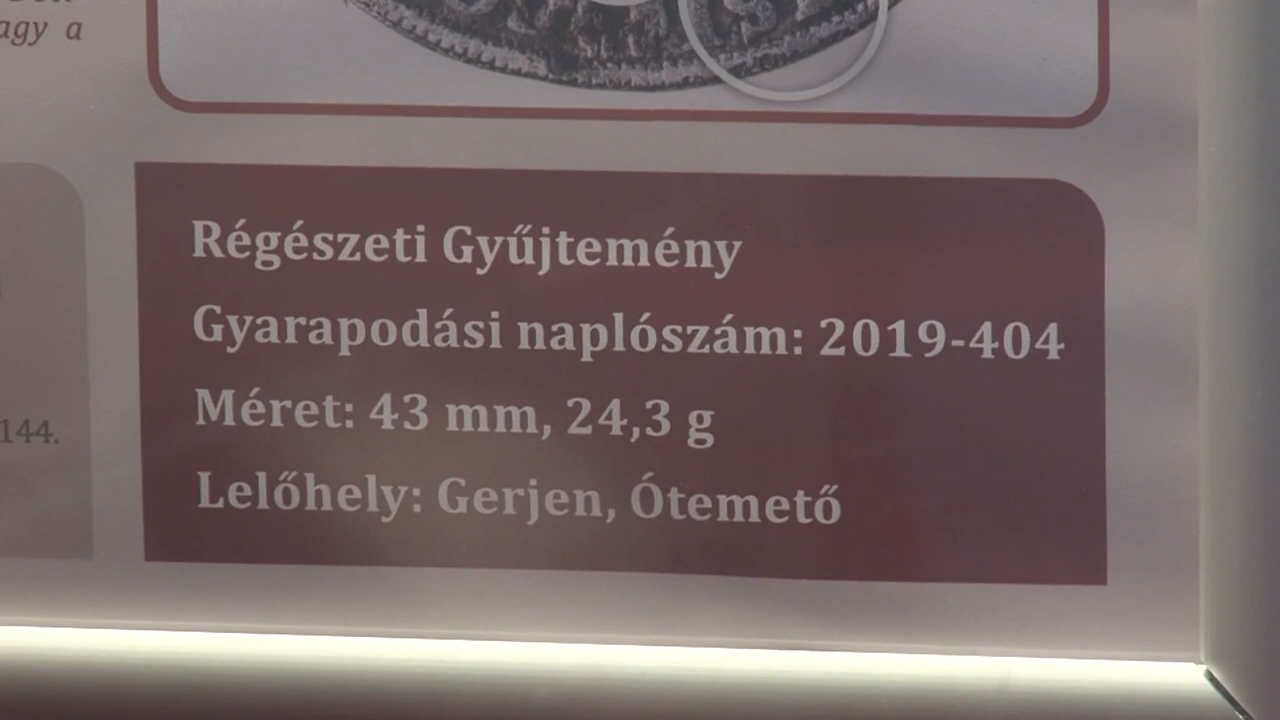 agy a
144.
Régészeti Gyűjtemény
Gyarapodási naplószám: 2019-404
Méret: 43 mm, 24,3 g
Lelőhely: Gerjen, Ótemető